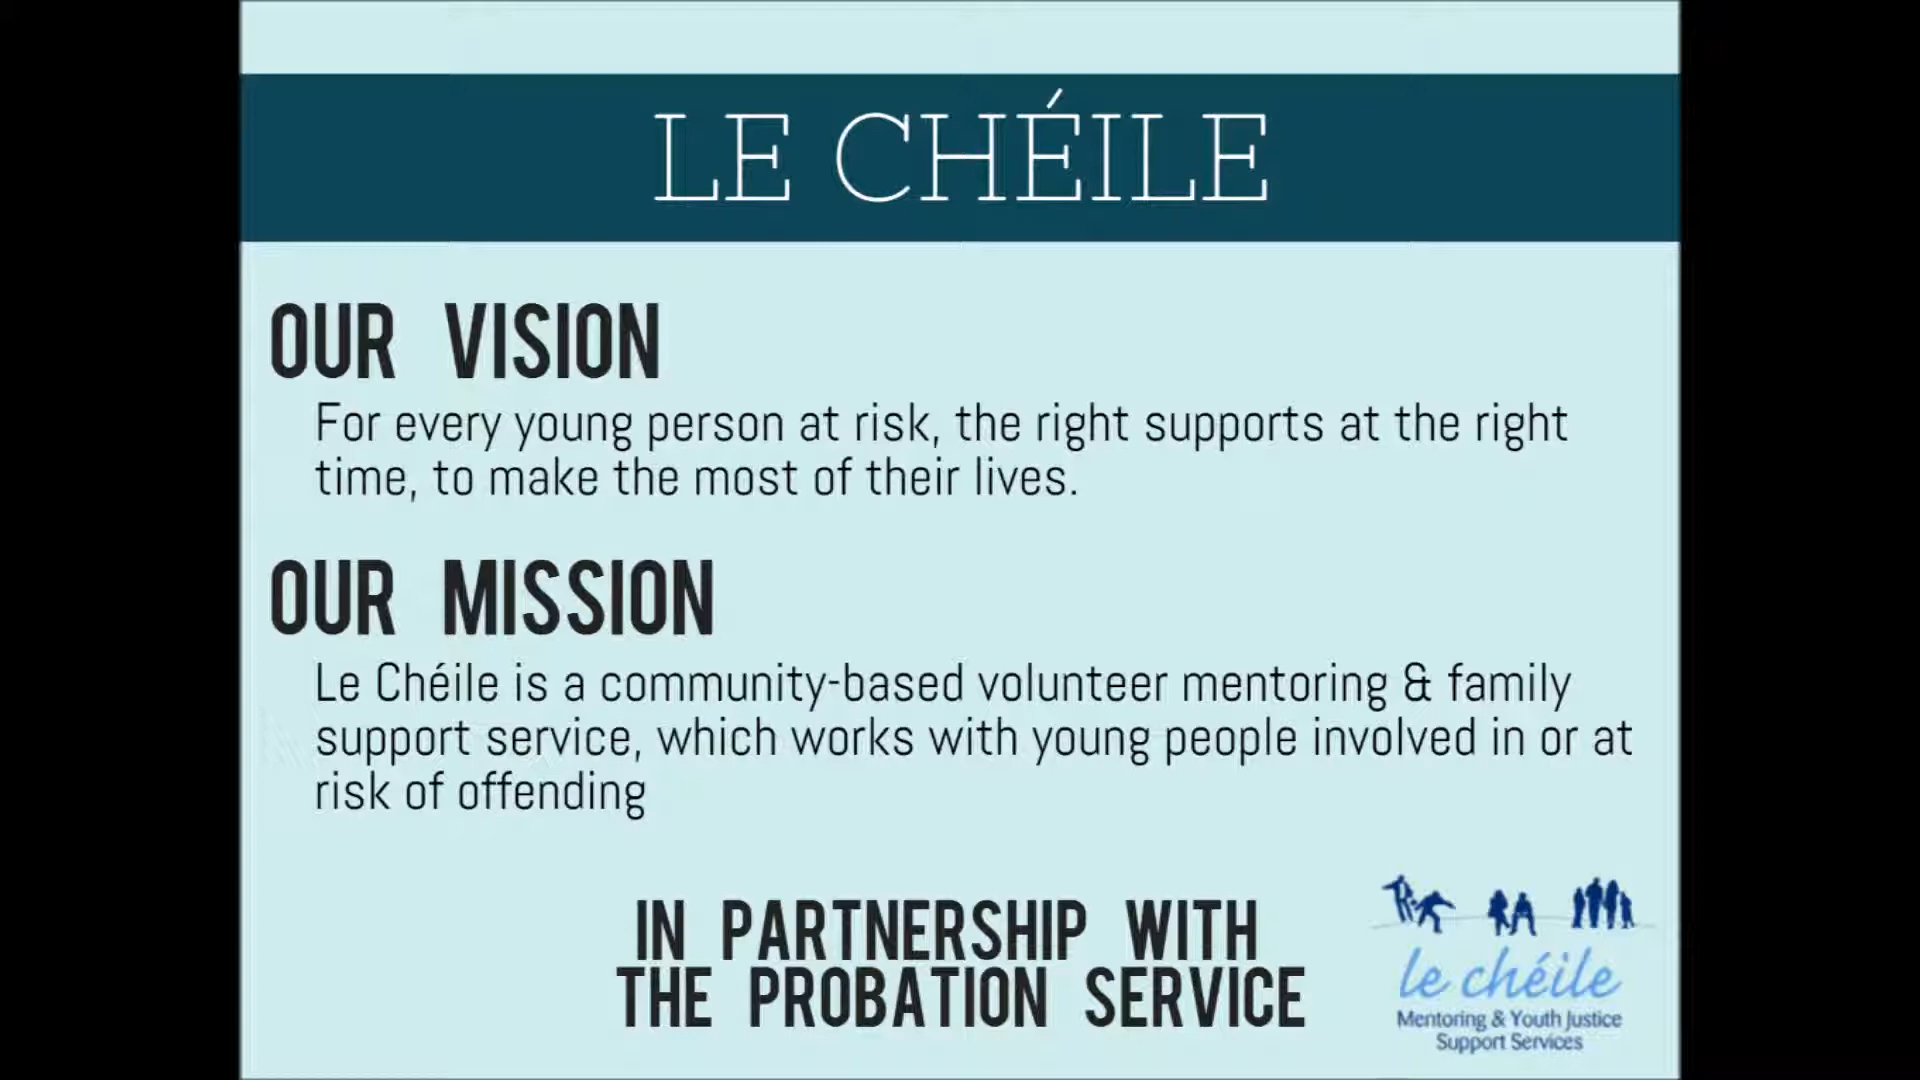 LE CHÉILE
OUR VISION
For every young person at risk, the right supports at the right
time, to make the most of their lives.
OUR MISSION
Le Chéile is a community-based volunteer mentoring & family
support service, which works with young people involved in or at
risk of offending
IN PARTNERSHIP WITH
THE PROBATION SERVICE
le chéile
Mentoring & Youth Justice
Support Services